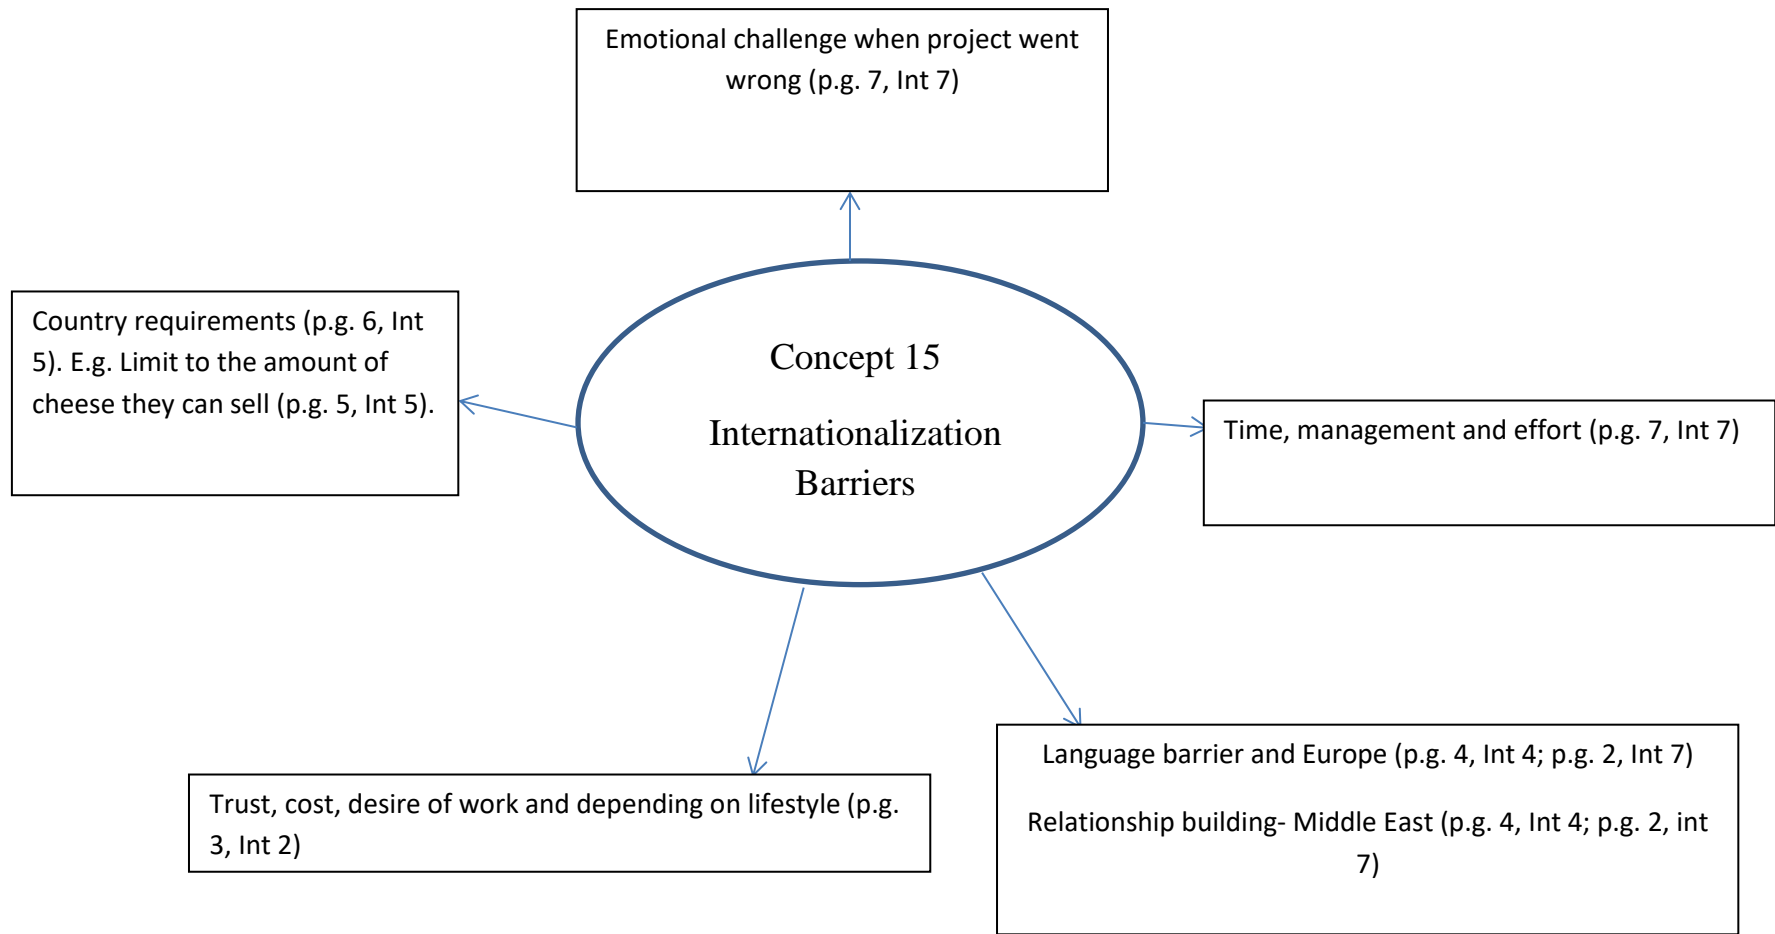 Emotional challenge when project went
wrong (p.g. 7, Int 7)
Country requirements (p.g. 6, Int
5). E.g. Limit to the amount of
cheese they can sell (p.g. 5, Int 5).
Concept 15
Internationalization
Barriers
Time, management and effort (p.g. 7, Int 7)
Trust, cost, desire of work and depending on lifestyle (p.g.
3, Int 2)
Language barrier and Europe (p.g. 4, Int 4; p.g. 2, Int 7)
Relationship building- Middle East (p.g. 4, Int 4; p.g. 2, int
7)